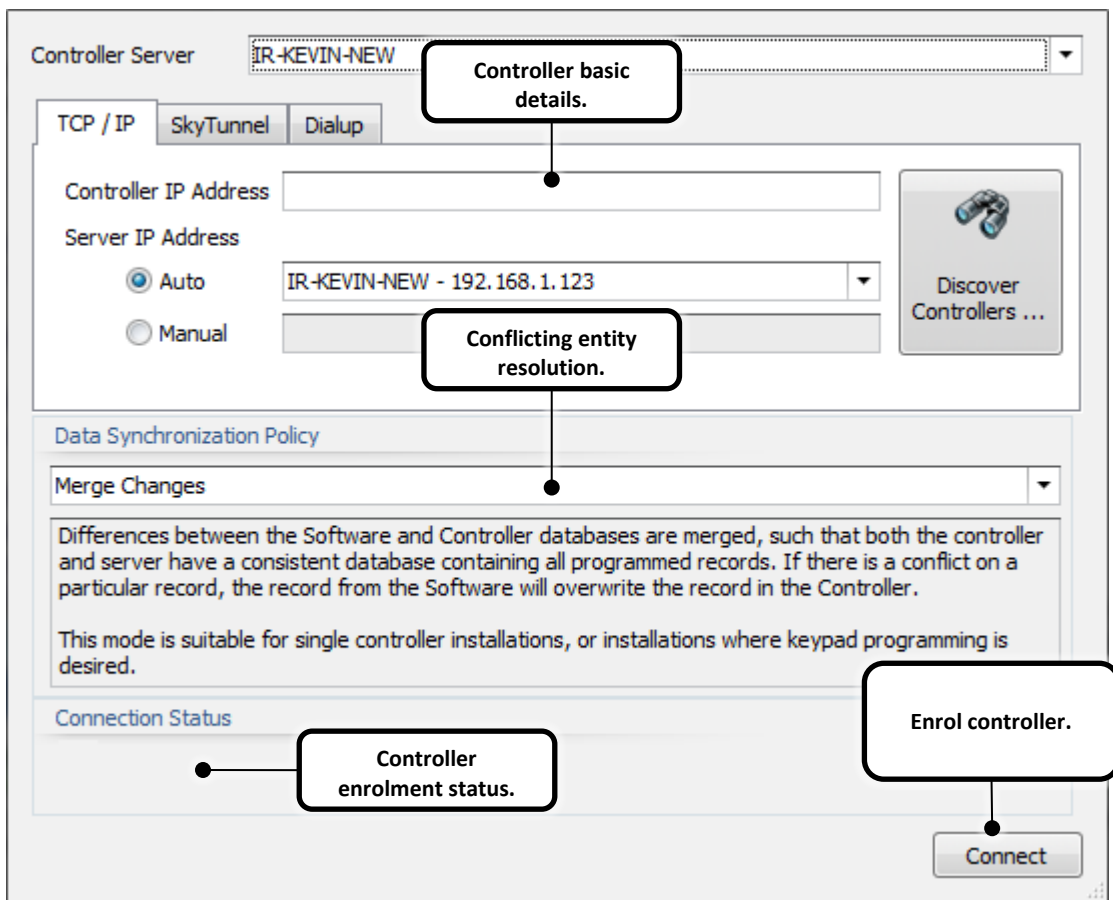 Controller Server
IR-KEVIN-NEW
Controller basic
details.
TCP / IP
SkyTunnel
Dialup
Controller IP Address
Server IP Address
Auto
IR-KEVIN-NEW - 192.168.1.123
Manual
Discover
Controllers ...
Conflicting entity
resolution.
Data Synchronization Policy
Merge Changes
Differences between the Software and Controller databases are merged, such that both the controller
and server have a consistent database containing all programmed records. If there is a conflict on a
particular record, the record from the Software will overwrite the record in the Controller.
This mode is suitable for single controller installations, or installations where keypad programming is
desired.
Connection Status
Enrol controller.
Controller
enrolment status.
Connect